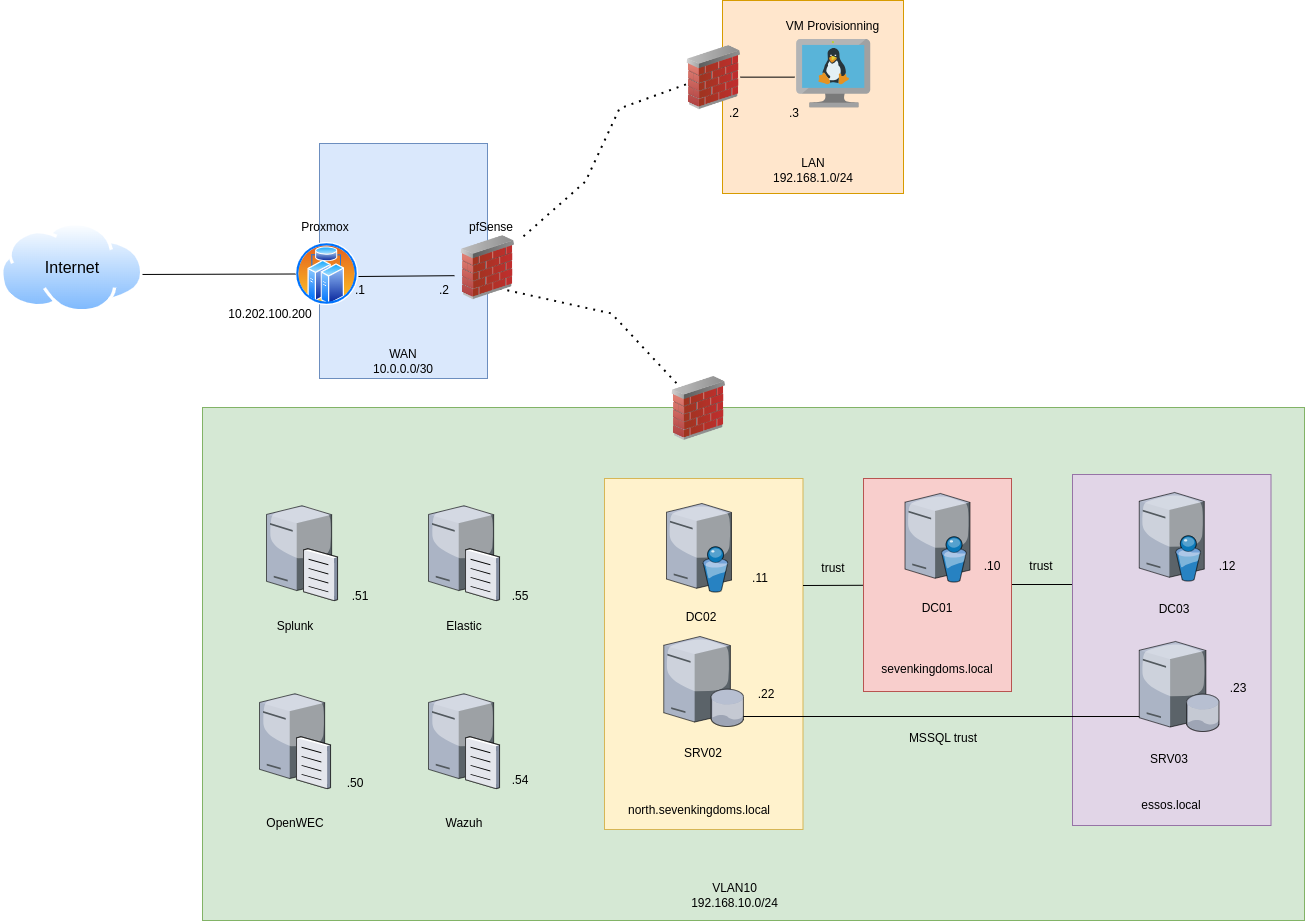 VM Provisionning
.2
.3
LAN
192.168.1.0/24
Proxmox
pfSense
Internet
.1
.2
10.202.100.200
WAN
10.0.0.0/30
.51
Splunk
.55
Elastic
.50
OpenWEC
.54
Wazuh
.11
DC02
.22
SRV02
north.sevenkingdoms.local
trust
.10
DC01
sevenkingdoms.local
trust
MSSQL trust
.12
DC03
.23
SRV03
essos.local
VLAN10
192.168.10.0/24